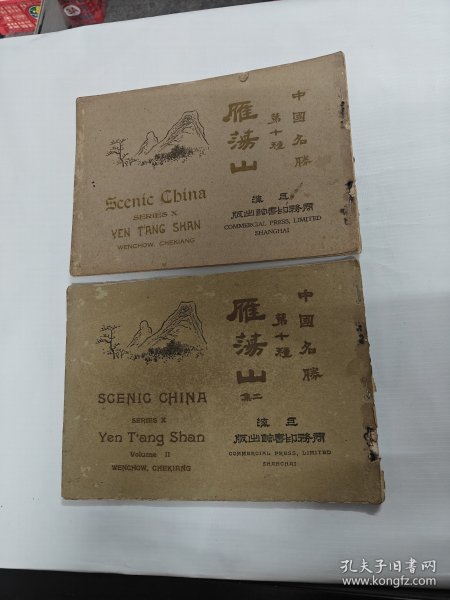 中國名勝
第十種
雁蕩山
上海
商務印書館出版
COMMERCIAL PRESS, LIMITED
SHANGHAI
Scenic China
SERIES X
YEN T'ANG SHAN
WENCHOW, CHEKIANG
中國名勝
第十種
雁蕩山
二集
上海
商務印書館出版
COMMERCIAL PRESS, LIMITED
SHANGHAI
SCENIC CHINA
SERIES X
Yen T'ang Shan
Volume II
WENCHOW, CHEKIANG
孔夫子旧书网
www.kongfz.com